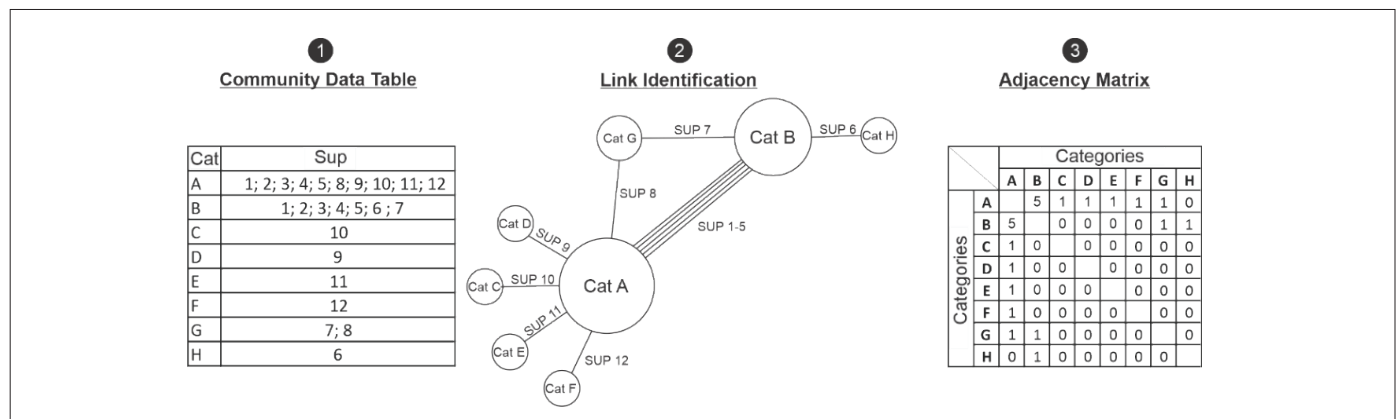 1
Community Data Table
Cat Sup
A 1; 2; 3; 4; 5; 8; 9; 10; 11; 12
B 1; 2; 3; 4; 5; 6 ; 7
C 10
D 9
E 11
F 12
G 7; 8
H 6
2
Link Identification
Cat G
SUP 7
Cat B
SUP 6
Cat H
SUP 8
SUP 1-5
Cat D
SUP 9
Cat C
SUP 10
Cat A
SUP 11
Cat E
SUP 12
Cat F
3
Adjacency Matrix
Categories
A B C D E F G H
Categories
A 5 1 1 1 1 1 0
B 5 0 0 0 0 1 1
C 1 0 0 0 0 0 0
D 1 0 0 0 0 0 0
E 1 0 0 0 0 0 0
F 1 0 0 0 0 0 0
G 1 1 0 0 0 0 0
H 0 1 0 0 0 0 0